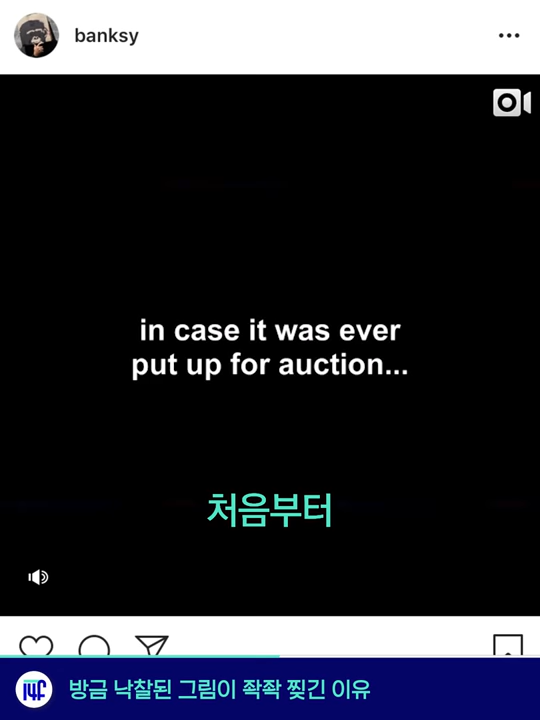 banksy
in case it was ever
put up for auction...
처음부터
14F
방금 낙찰된 그림이 좍좍 찢긴 이유